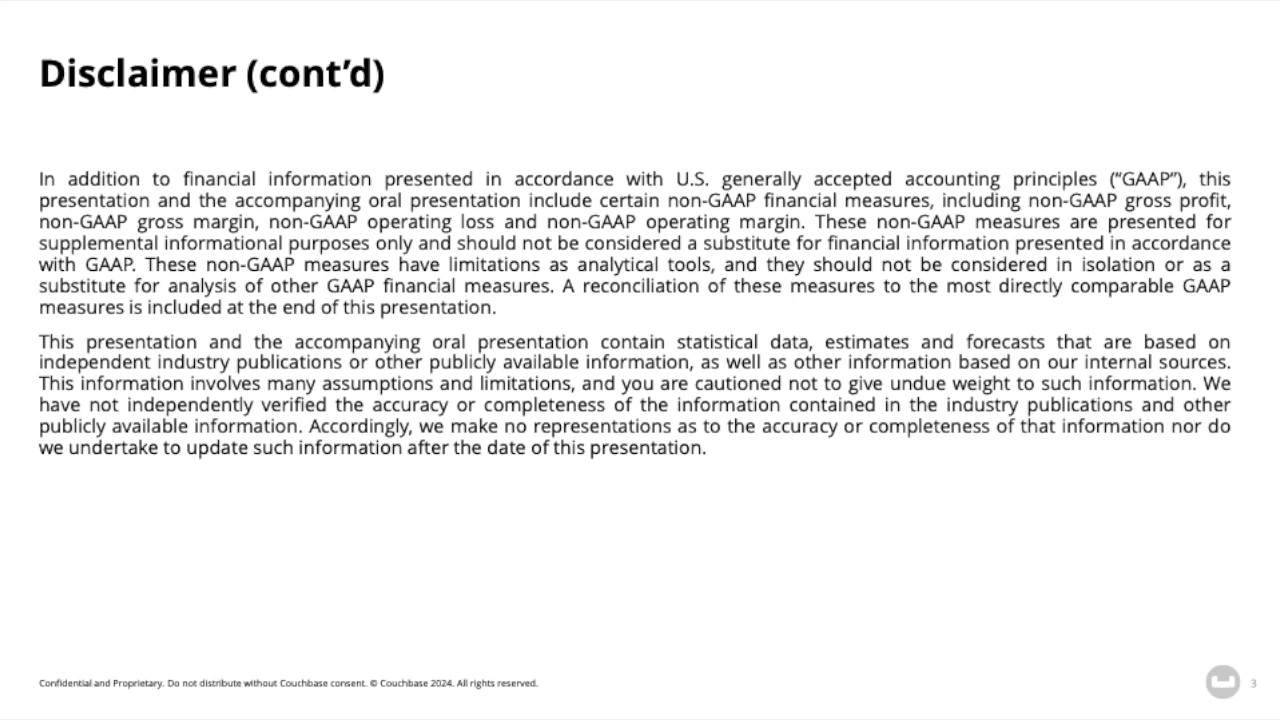 Disclaimer (cont’d)
In addition to financial information presented in accordance with U.S. generally accepted accounting principles (“GAAP”), this
presentation and the accompanying oral presentation include certain non-GAAP financial measures, including non-GAAP gross profit,
non-GAAP gross margin, non-GAAP operating loss and non-GAAP operating margin. These non-GAAP measures are presented for
supplemental informational purposes only and should not be considered a substitute for financial information presented in accordance
with GAAP. These non-GAAP measures have limitations as analytical tools, and they should not be considered in isolation or as a
substitute for analysis of other GAAP financial measures. A reconciliation of these measures to the most directly comparable GAAP
measures is included at the end of this presentation.
This presentation and the accompanying oral presentation contain statistical data, estimates and forecasts that are based on
independent industry publications or other publicly available information, as well as other information based on our internal sources.
This information involves many assumptions and limitations, and you are cautioned not to give undue weight to such information. We
have not independently verified the accuracy or completeness of the information contained in the industry publications and other
publicly available information. Accordingly, we make no representations as to the accuracy or completeness of that information nor do
we undertake to update such information after the date of this presentation.
Confidential and Proprietary. Do not distribute without Couchbase consent. © Couchbase 2024. All rights reserved.
3